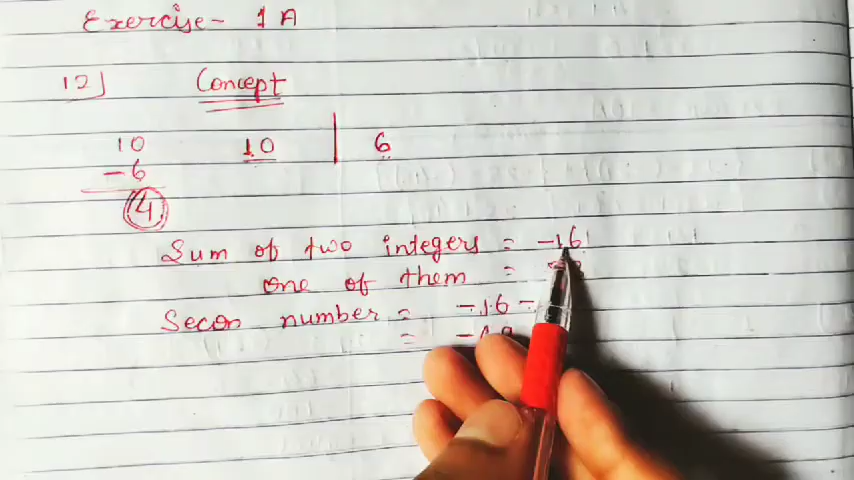 Exercise- 1A
12) Concept
10 10 | 6
-6
4
Sum of two integers = -16
one of them =
Secon number = -16 -
=